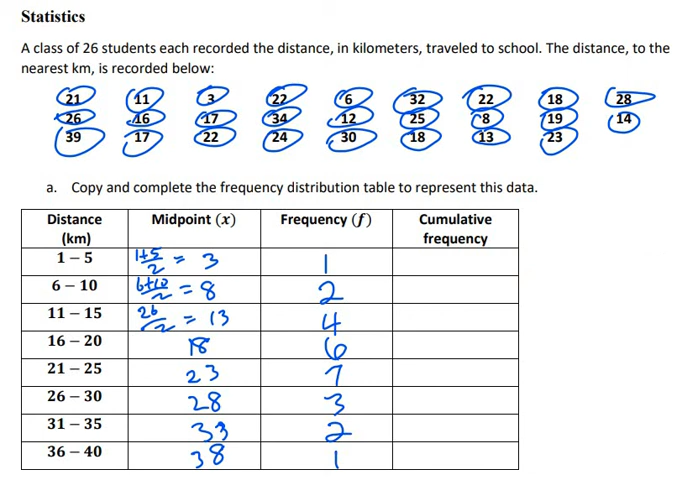 Statistics
A class of 26 students each recorded the distance, in kilometers, traveled to school. The distance, to the
nearest km, is recorded below:
21 11 3 22 6 32 22 18 28
26 16 17 34 12 25 8 19 14
39 17 22 24 30 18 13 23
a. Copy and complete the frequency distribution table to represent this data.
Distance (km) Midpoint (x) Frequency (f) Cumulative frequency
1 – 5 1+5/2 = 3 1
6 – 10 6+10/2 = 8 2
11 – 15 26/2 = 13 4
16 – 20 18 6
21 – 25 23 7
26 – 30 28 3
31 – 35 33 2
36 – 40 38 1